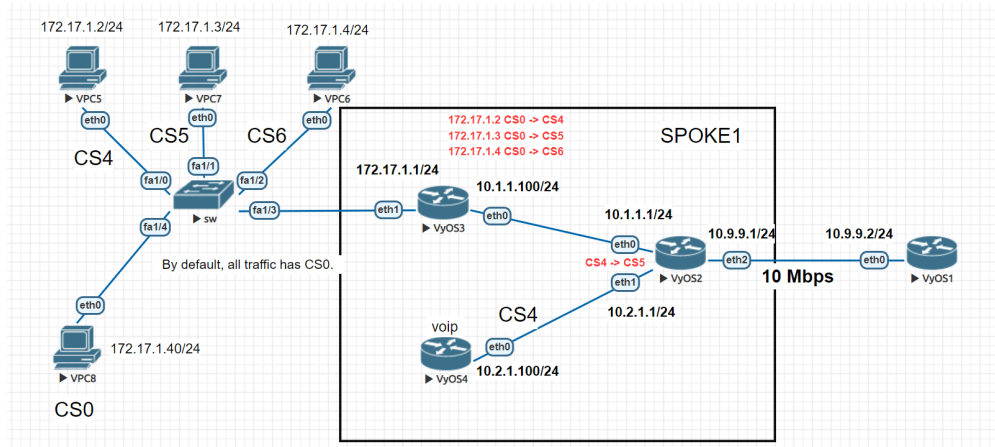 172.17.1.2/24
172.17.1.3/24
172.17.1.4/24
VPC5
VPC7
VPC6
eth0
eth0
eth0
CS4
CS5
CS6
fa1/0
fa1/1
fa1/2
sw
fa1/3
fa1/4
172.17.1.2 CS0 -> CS4
172.17.1.3 CS0 -> CS5
172.17.1.4 CS0 -> CS6
SPOKE1
172.17.1.1/24
10.1.1.100/24
eth1
eth0
VyOS3
10.1.1.1/24
10.9.9.1/24
10.9.9.2/24
eth0
By default, all traffic has CS0.
CS4 -> CS5
eth2
eth0
10 Mbps
VyOS2
VyOS1
eth1
10.2.1.1/24
CS4
voip
eth0
10.2.1.100/24
VyOS4
eth0
172.17.1.40/24
VPC8
CS0